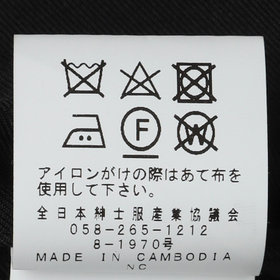 F
W
アイロンがけの際はあて布を
使用して下さい。
全日本紳士服産業協議会
058-265-1212
8-1970号
MADE IN CAMBODIA
NC